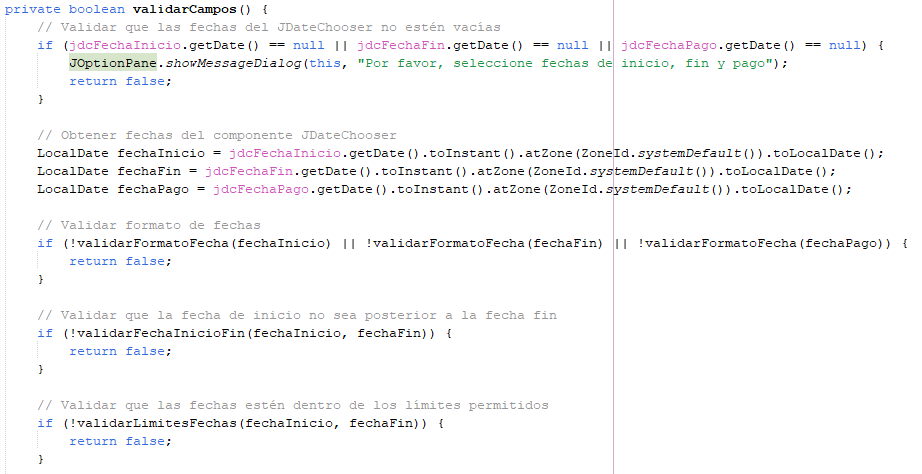 private boolean validarCampos() {
    // Validar que las fechas del JDateChooser no estén vacías
    if (jdcFechaInicio.getDate() == null || jdcFechaFin.getDate() == null || jdcFechaPago.getDate() == null) {
        JOptionPane.showMessageDialog(this, "Por favor, seleccione fechas de inicio, fin y pago");
        return false;
    }

    // Obtener fechas del componente JDateChooser
    LocalDate fechaInicio = jdcFechaInicio.getDate().toInstant().atZone(ZoneId.systemDefault()).toLocalDate();
    LocalDate fechaFin = jdcFechaFin.getDate().toInstant().atZone(ZoneId.systemDefault()).toLocalDate();
    LocalDate fechaPago = jdcFechaPago.getDate().toInstant().atZone(ZoneId.systemDefault()).toLocalDate();

    // Validar formato de fechas
    if (!validarFormatoFecha(fechaInicio) || !validarFormatoFecha(fechaFin) || !validarFormatoFecha(fechaPago)) {
        return false;
    }

    // Validar que la fecha de inicio no sea posterior a la fecha fin
    if (!validarFechaInicioFin(fechaInicio, fechaFin)) {
        return false;
    }

    // Validar que las fechas estén dentro de los límites permitidos
    if (!validarLimitesFechas(fechaInicio, fechaFin)) {
        return false;
    }